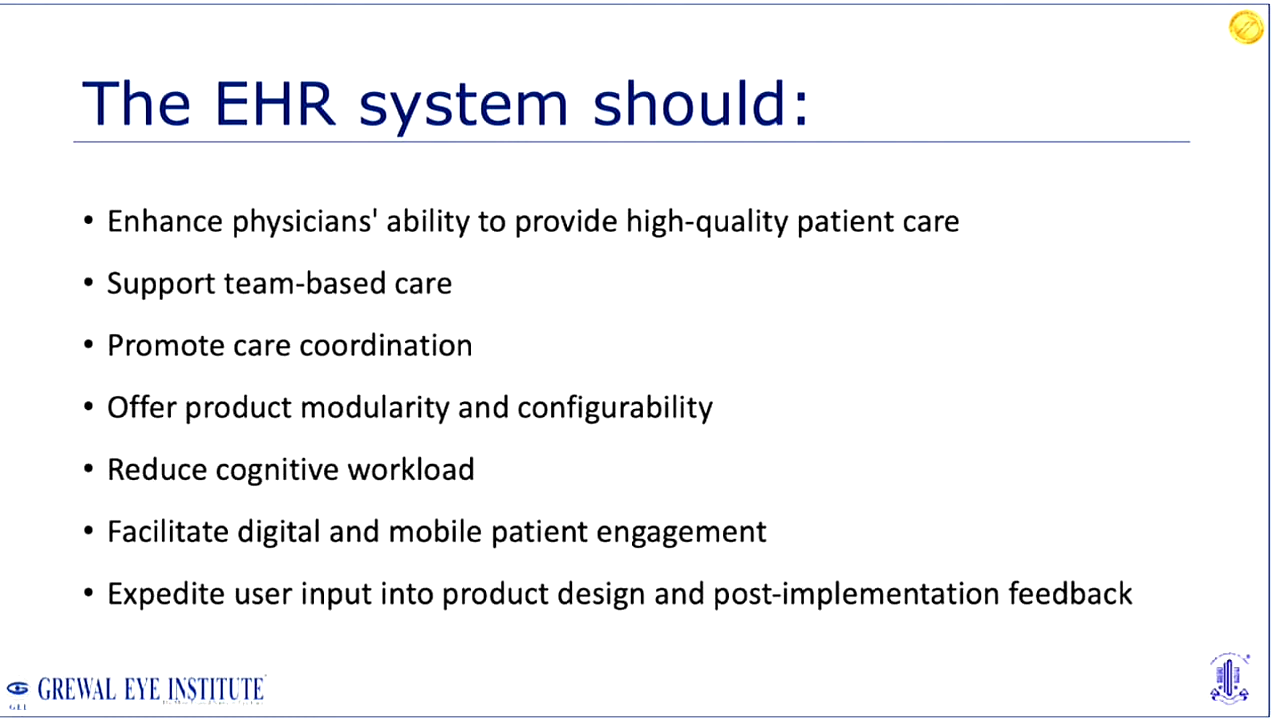 The EHR system should:
• Enhance physicians' ability to provide high-quality patient care
• Support team-based care
• Promote care coordination
• Offer product modularity and configurability
• Reduce cognitive workload
• Facilitate digital and mobile patient engagement
• Expedite user input into product design and post-implementation feedback
GREWAL EYE INSTITUTE
GEI